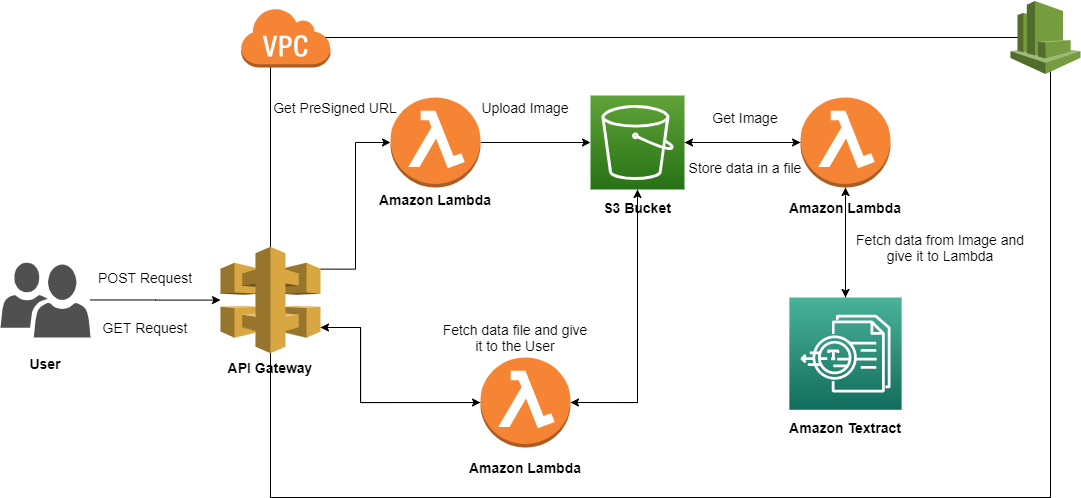 VPC
Get PreSigned URL
Upload Image
Get Image
Store data in a file
Amazon Lambda
S3 Bucket
Amazon Lambda
Fetch data from Image and
give it to Lambda
POST Request
GET Request
User
API Gateway
Fetch data file and give
it to the User
Amazon Lambda
T
Amazon Textract